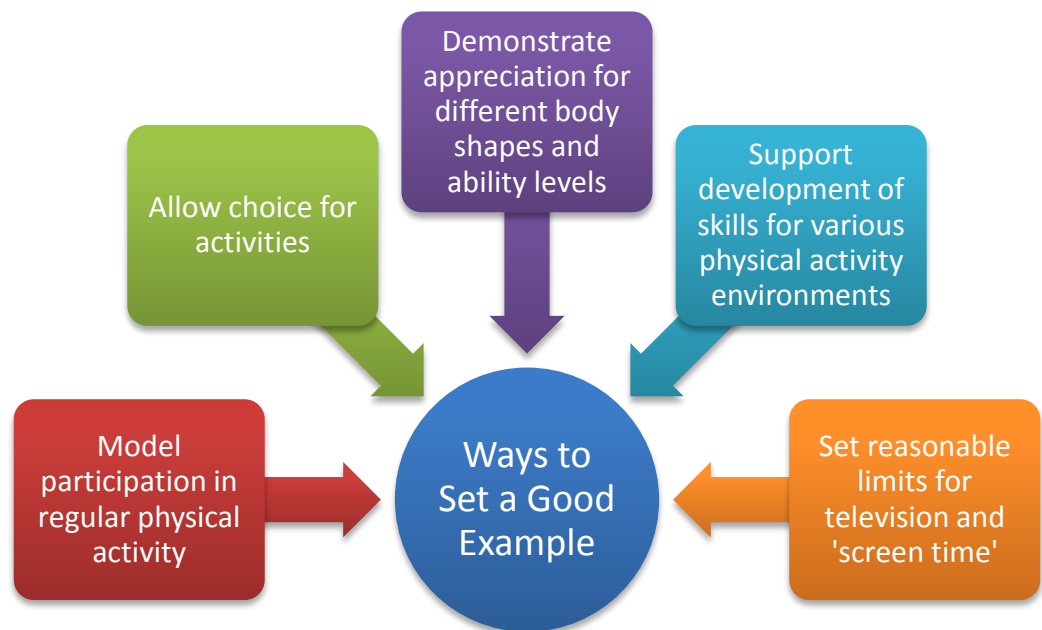 Model
participation in
regular physical
activity
Allow choice for
activities
Demonstrate
appreciation for
different body
shapes and
ability levels
Support
development of
skills for various
physical activity
environments
Set reasonable
limits for
television and
'screen time'
Ways to
Set a Good
Example